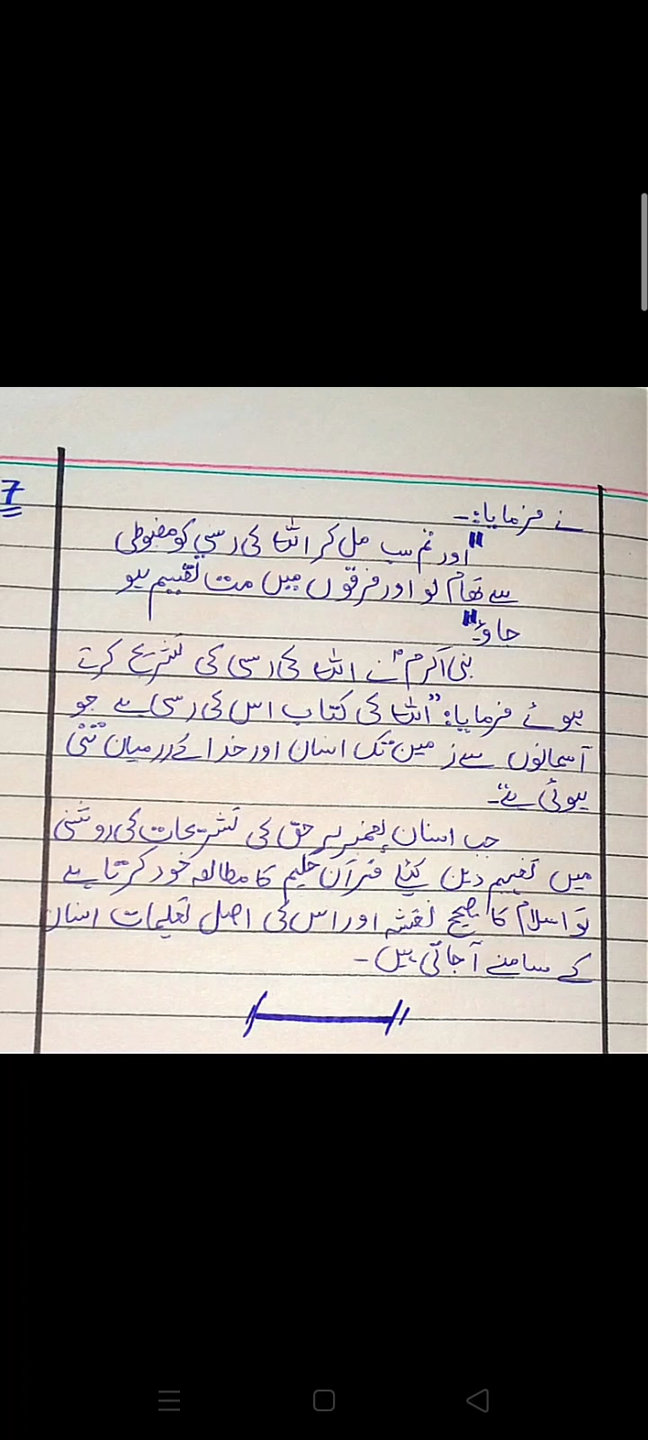 7
نے فرمایا:-
"اور تم سب مل کر اللہ کی رسی کو مضبوطی
سے تھام لو اور فرقوں میں مت تقسیم ہو
جاؤ"
نبی اکرمؐ نے اللہ کی رسی کی تشریح کرتے
ہوئے فرمایا: "اللہ کی کتاب اس کی رسی ہے جو
آسمانوں سے زمین تک انسان اور خدا کے درمیان تنی
ہوئی ہے"۔
جب انسان پیغمبر حق کی تشریحات کی روشنی
میں تفہیم دین کیلئے قرآن حکیم کا مطالعہ خود کرتا ہے
تو اسلام کا صحیح نقشہ اور اس کی اصل تعلیمات انسان
کے سامنے آ جاتی ہیں -